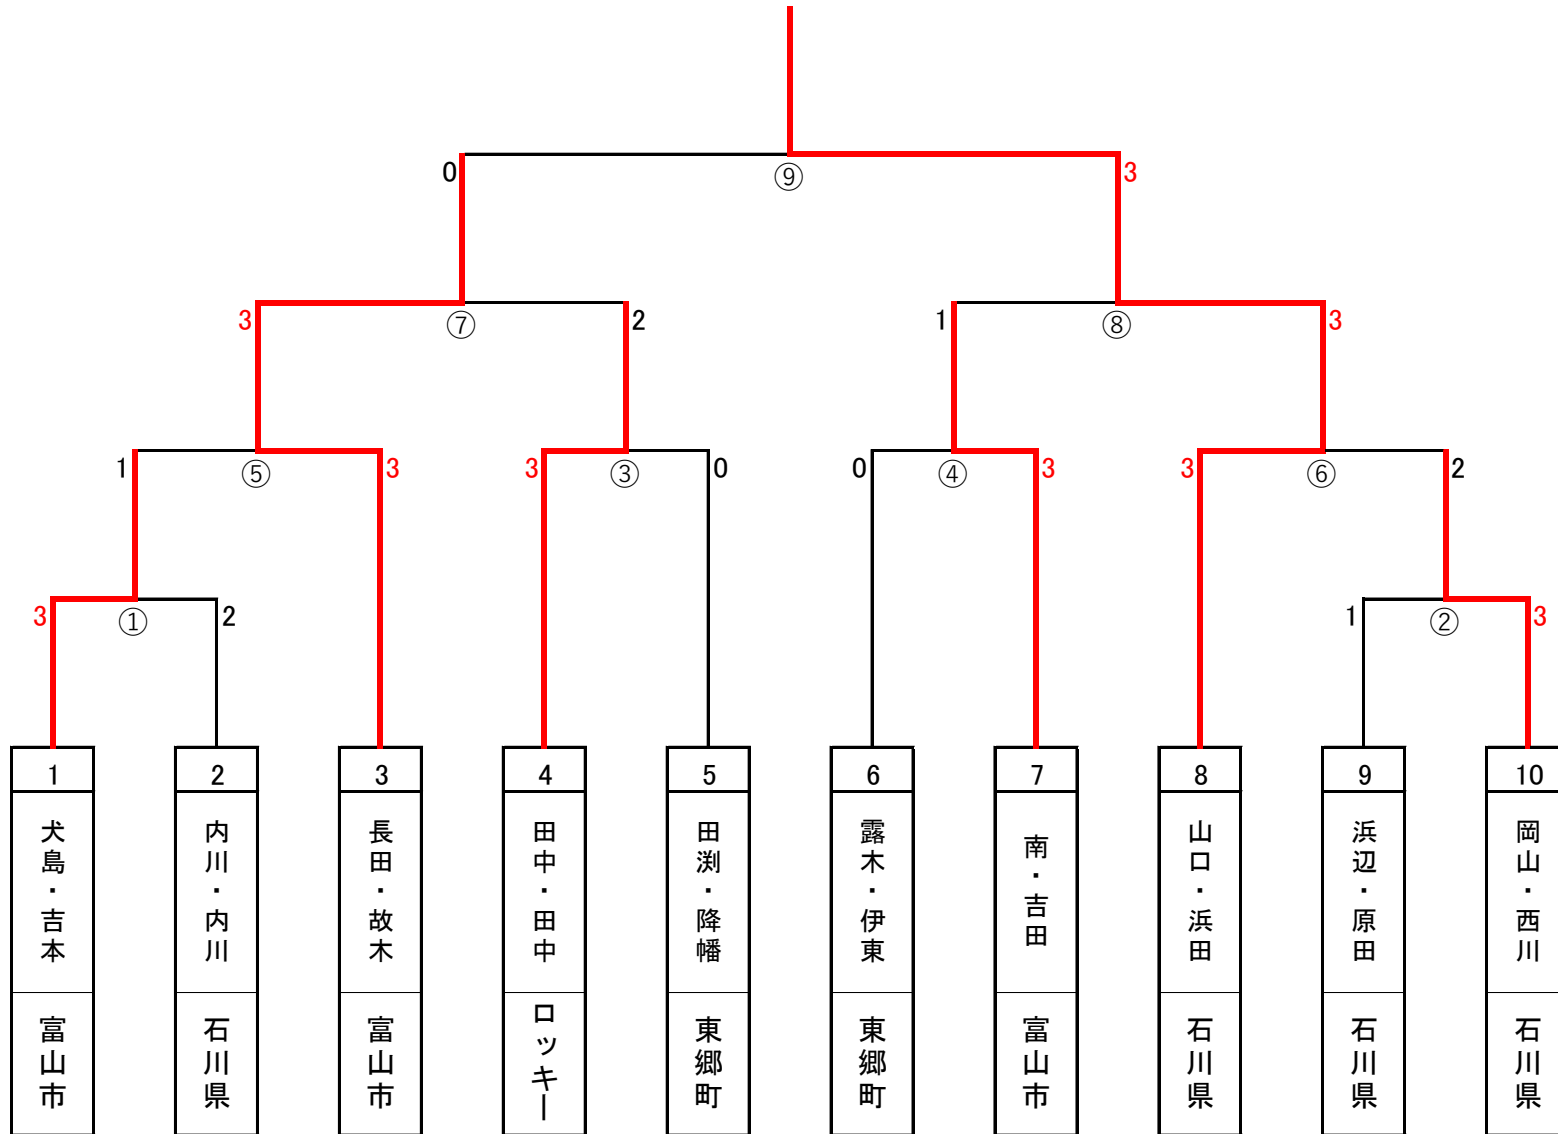 0 ⑨ 3
3 ⑦ 2 1 ⑧ 3
1 ⑤ 3 3 ③ 0 0 ④ 3 3 ⑥ 2
3 ① 2 1 ② 3
1 2 3 4 5 6 7 8 9 10
犬島・吉本
内川・内川
長田・故木
田中・田中
田渕・降幡
露木・伊東
南・吉田
山口・浜田
浜辺・原田
岡山・西川
富山市
石川県
富山市
ロッキー
東郷町
東郷町
富山市
石川県
石川県
石川県